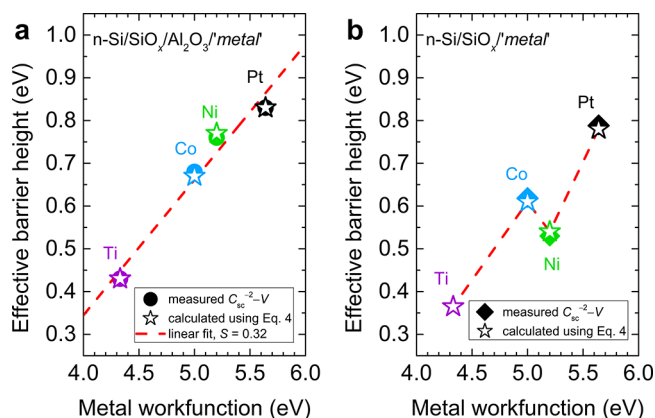 a
n-Si/SiOₓ/Al₂O₃/'metal'
Effective barrier height (eV)
1.0
0.9
0.8
0.7
0.6
0.5
0.4
0.3
Pt
Ni
Co
Ti
measured Cₛc⁻²–V
calculated using Eq. 4
linear fit, S = 0.32
4.0 4.5 5.0 5.5 6.0
Metal workfunction (eV)
b
n-Si/SiOₓ/'metal'
Effective barrier height (eV)
1.0
0.9
0.8
0.7
0.6
0.5
0.4
0.3
Pt
Co
Ni
Ti
measured Cₛc⁻²–V
calculated using Eq. 4
4.0 4.5 5.0 5.5 6.0
Metal workfunction (eV)